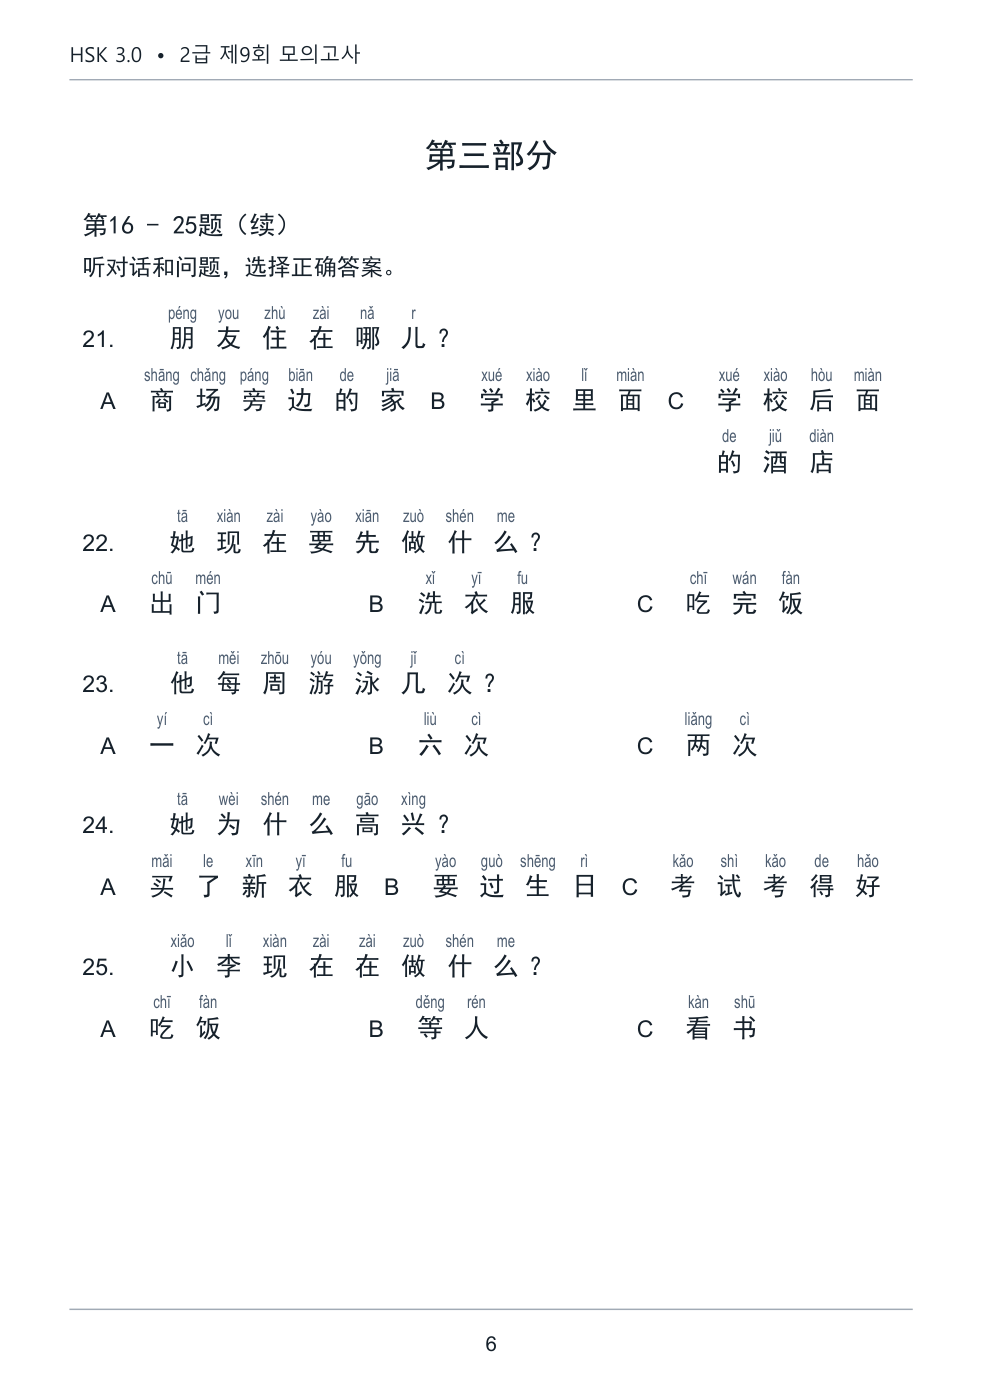 HSK 3.0 • 2급 제9회 모의고사
第三部分
第16 - 25题（续）
听对话和问题，选择正确答案。
péng you zhù zài nǎ r
21. 朋友住在哪儿？
shāng chǎng páng biān de jiā xué xiào lǐ miàn xué xiào hòu miàn
A 商场旁边的家 B 学校里面 C 学校后面
de jiǔ diàn
的酒店
tā xiàn zài yào xiān zuò shén me
22. 她现在要先做什么？
chū mén xǐ yī fu chī wán fàn
A 出门 B 洗衣服 C 吃完饭
tā měi zhōu yóu yǒng jǐ cì
23. 他每周游泳几次？
yí cì liù cì liǎng cì
A 一次 B 六次 C 两次
tā wèi shén me gāo xìng
24. 她为什么高兴？
mǎi le xīn yī fu yào guò shēng rì kǎo shì kǎo de hǎo
A 买了新衣服 B 要过生日 C 考试考得好
xiǎo lǐ xiàn zài zài zuò shén me
25. 小李现在在做什么？
chī fàn děng rén kàn shū
A 吃饭 B 等人 C 看书
6